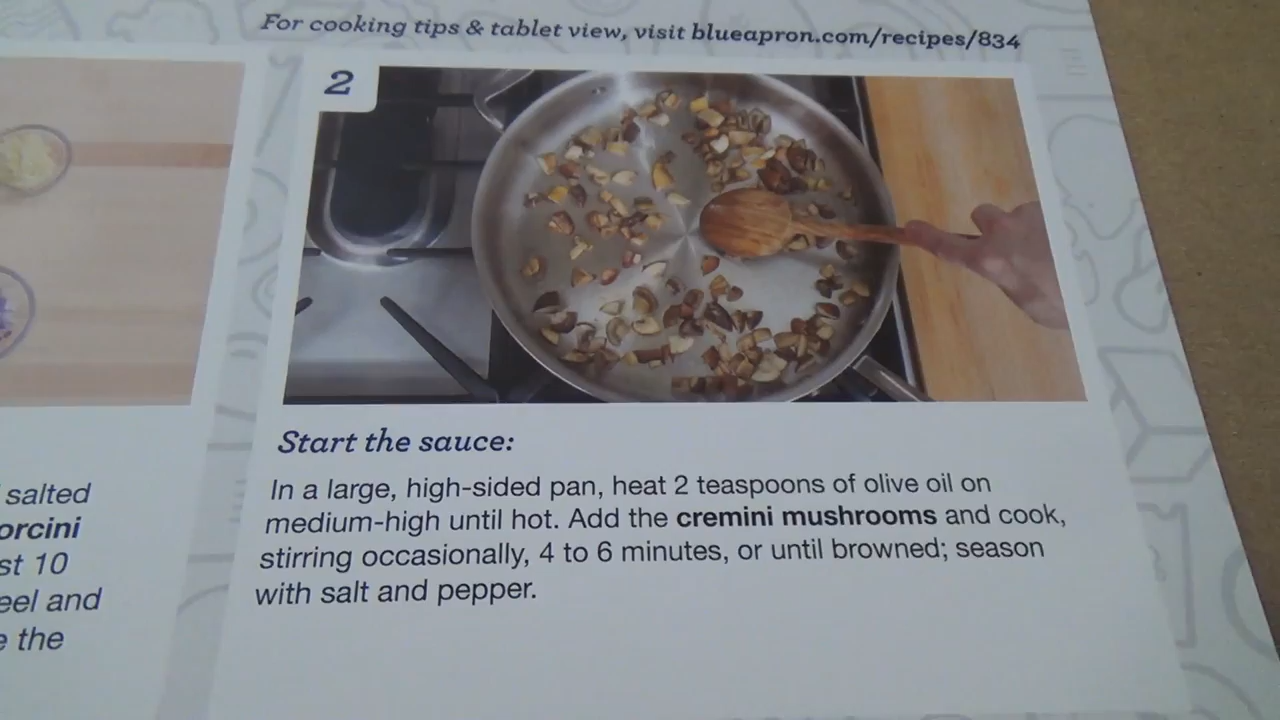 For cooking tips & tablet view, visit blueapron.com/recipes/834
2
Start the sauce:
In a large, high-sided pan, heat 2 teaspoons of olive oil on
medium-high until hot. Add the cremini mushrooms and cook,
stirring occasionally, 4 to 6 minutes, or until browned; season
with salt and pepper.
salted
orcini
st 10
eel and
the